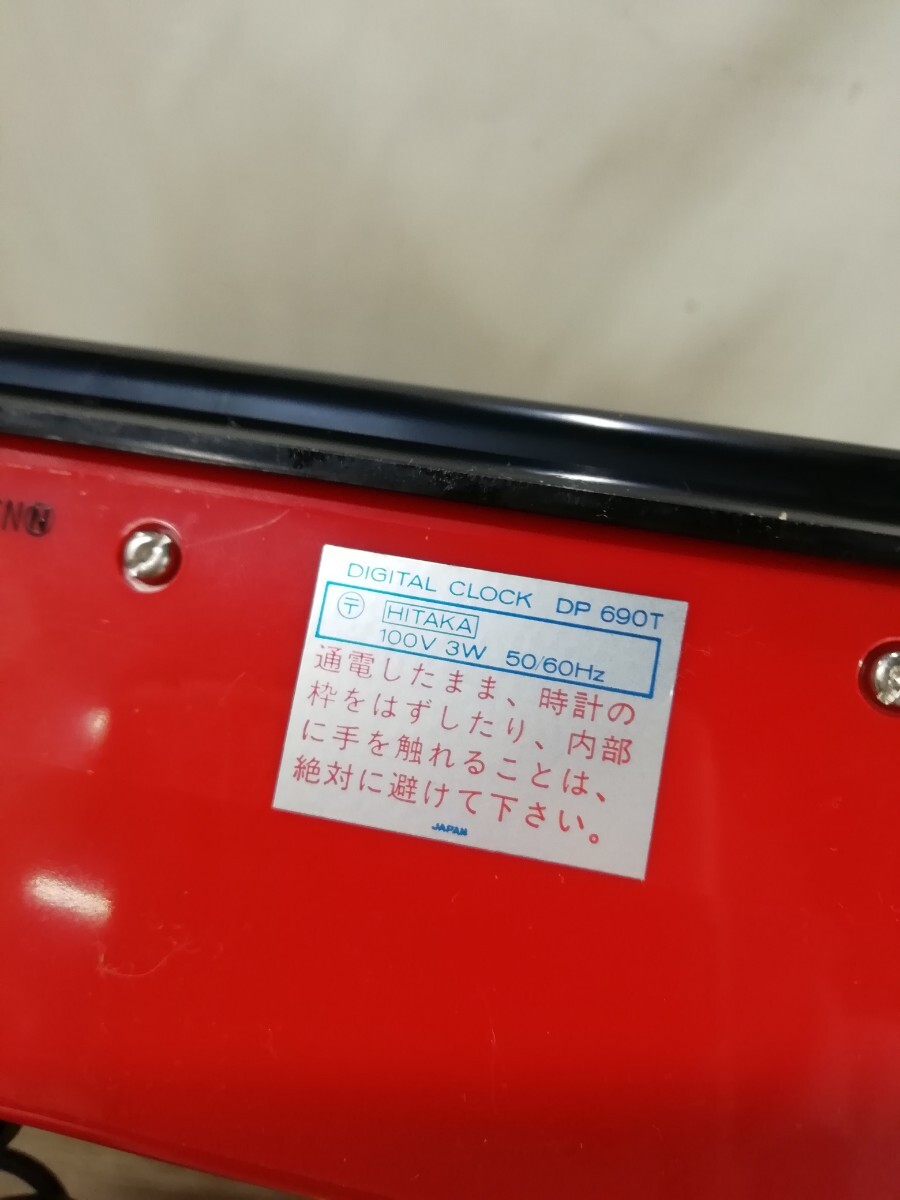 DIGITAL CLOCK DP 690T
〒 HITAKA
100V 3W 50/60Hz
通電したまま、時計の
枠をはずしたり、内部
に手を触れることは、
絶対に避けて下さい。
JAPAN